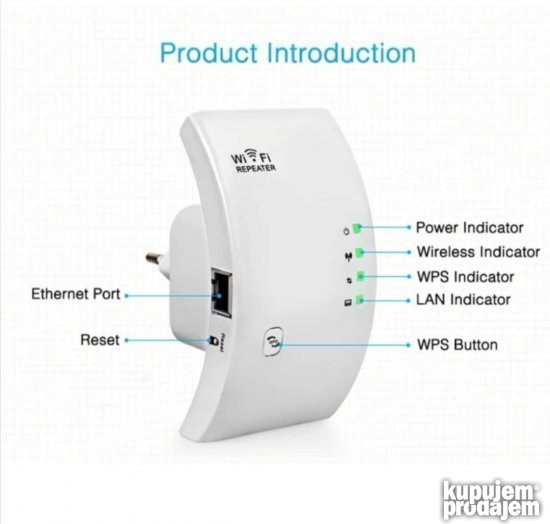 Product Introduction
WiFi
REPEATER
Power Indicator
Wireless Indicator
WPS Indicator
LAN Indicator
Ethernet Port
Reset
Reset
WPS Button
kupujem
prodajem